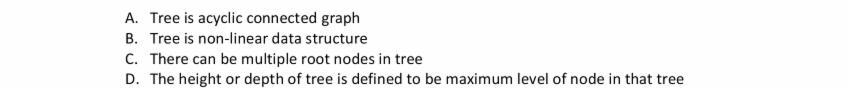 A. Tree is acyclic connected graph
B. Tree is non-linear data structure
C. There can be multiple root nodes in tree
D. The height or depth of tree is defined to be maximum level of node in that tree